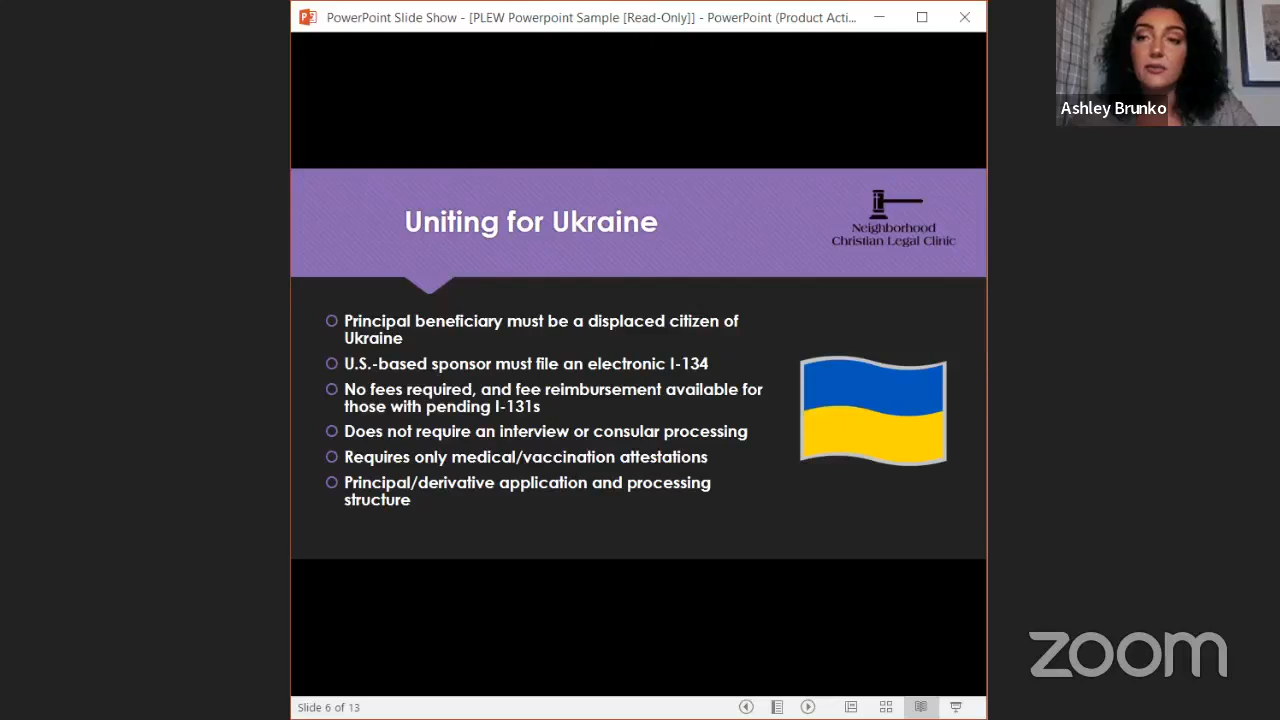 PowerPoint Slide Show - [PLEW Powerpoint Sample [Read-Only]] - PowerPoint (Product Acti...
Ashley Brunko
Uniting for Ukraine
Neighborhood
Christian Legal Clinic
Principal beneficiary must be a displaced citizen of
Ukraine
U.S.-based sponsor must file an electronic I-134
No fees required, and fee reimbursement available for
those with pending I-131s
Does not require an interview or consular processing
Requires only medical/vaccination attestations
Principal/derivative application and processing
structure
zoom
Slide 6 of 13